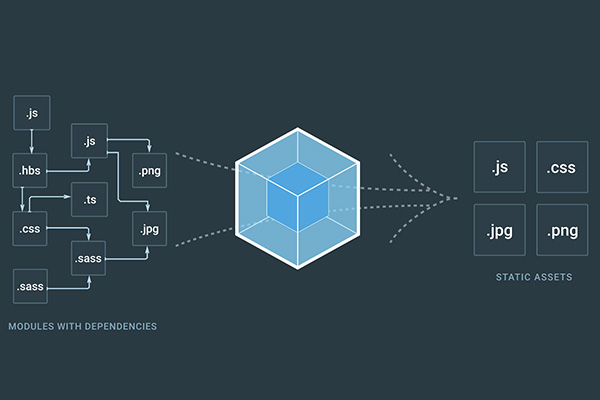 .js
.js
.hbs
.png
.ts
.css
.jpg
.sass
.sass
MODULES WITH DEPENDENCIES
.js
.css
.jpg
.png
STATIC ASSETS